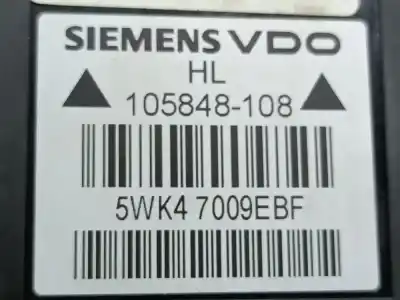 SIEMENS VDO
HL
105848-108
5WK4 7009EBF